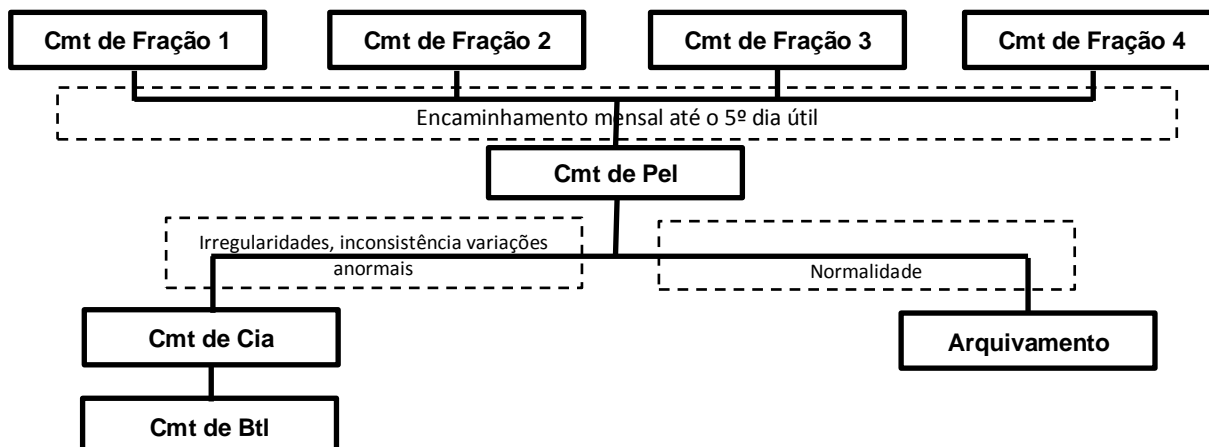 Cmt de Fração 1
Cmt de Fração 2
Cmt de Fração 3
Cmt de Fração 4
Encaminhamento mensal até o 5º dia útil
Cmt de Pel
Irregularidades, inconsistência variações
anormais
Normalidade
Cmt de Cia
Arquivamento
Cmt de Btl